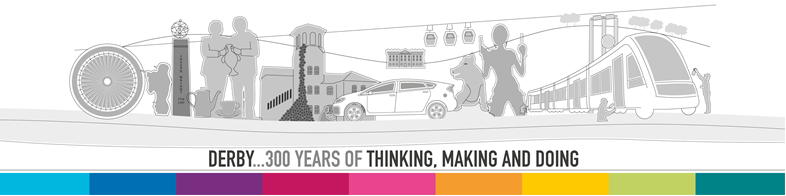 DERBY...300 YEARS OF THINKING, MAKING AND DOING